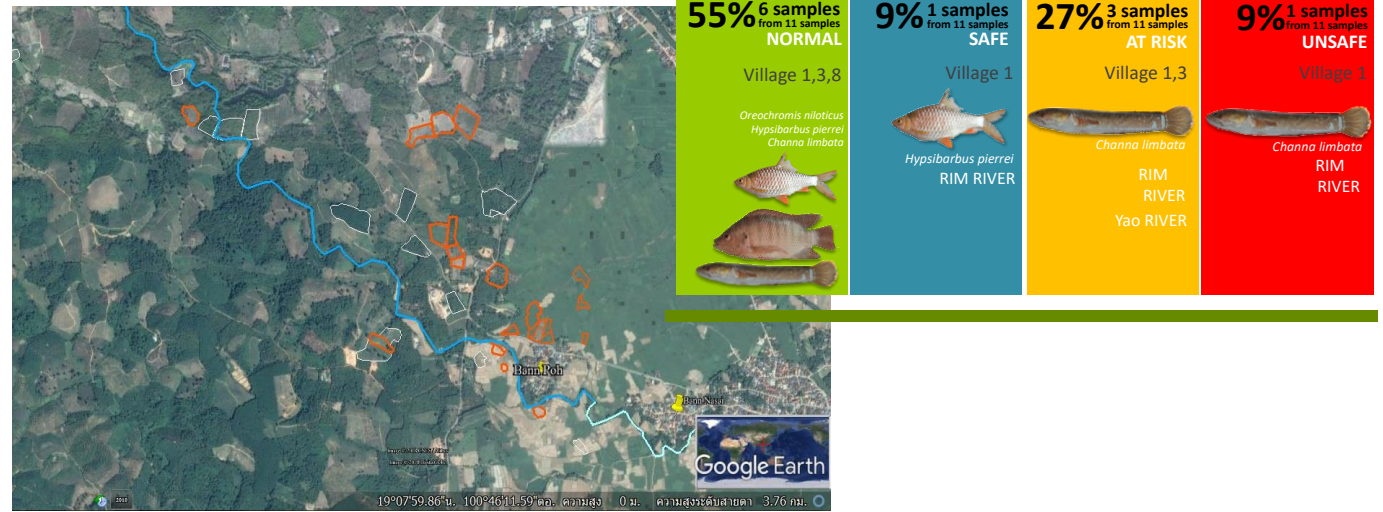 55% 6 samples
from 11 samples
NORMAL
Village 1,3,8
Oreochromis niloticus
Hypsibarbus pierrei
Channa limbata
9% 1 samples
from 11 samples
SAFE
Village 1
Hypsibarbus pierrei
RIM RIVER
27% 3 samples
from 11 samples
AT RISK
Village 1,3
Channa limbata
RIM
RIVER
Yao RIVER
9% 1 samples
from 11 samples
UNSAFE
Village 1
Channa limbata
RIM
RIVER
Bann Poh
Bann Nasai
Google Earth
2010
19°07'59.86"น. 100°46'11.59"ตอ. ความสูง 0 ม. ความสูงระดับสายตา 3.76 กม.